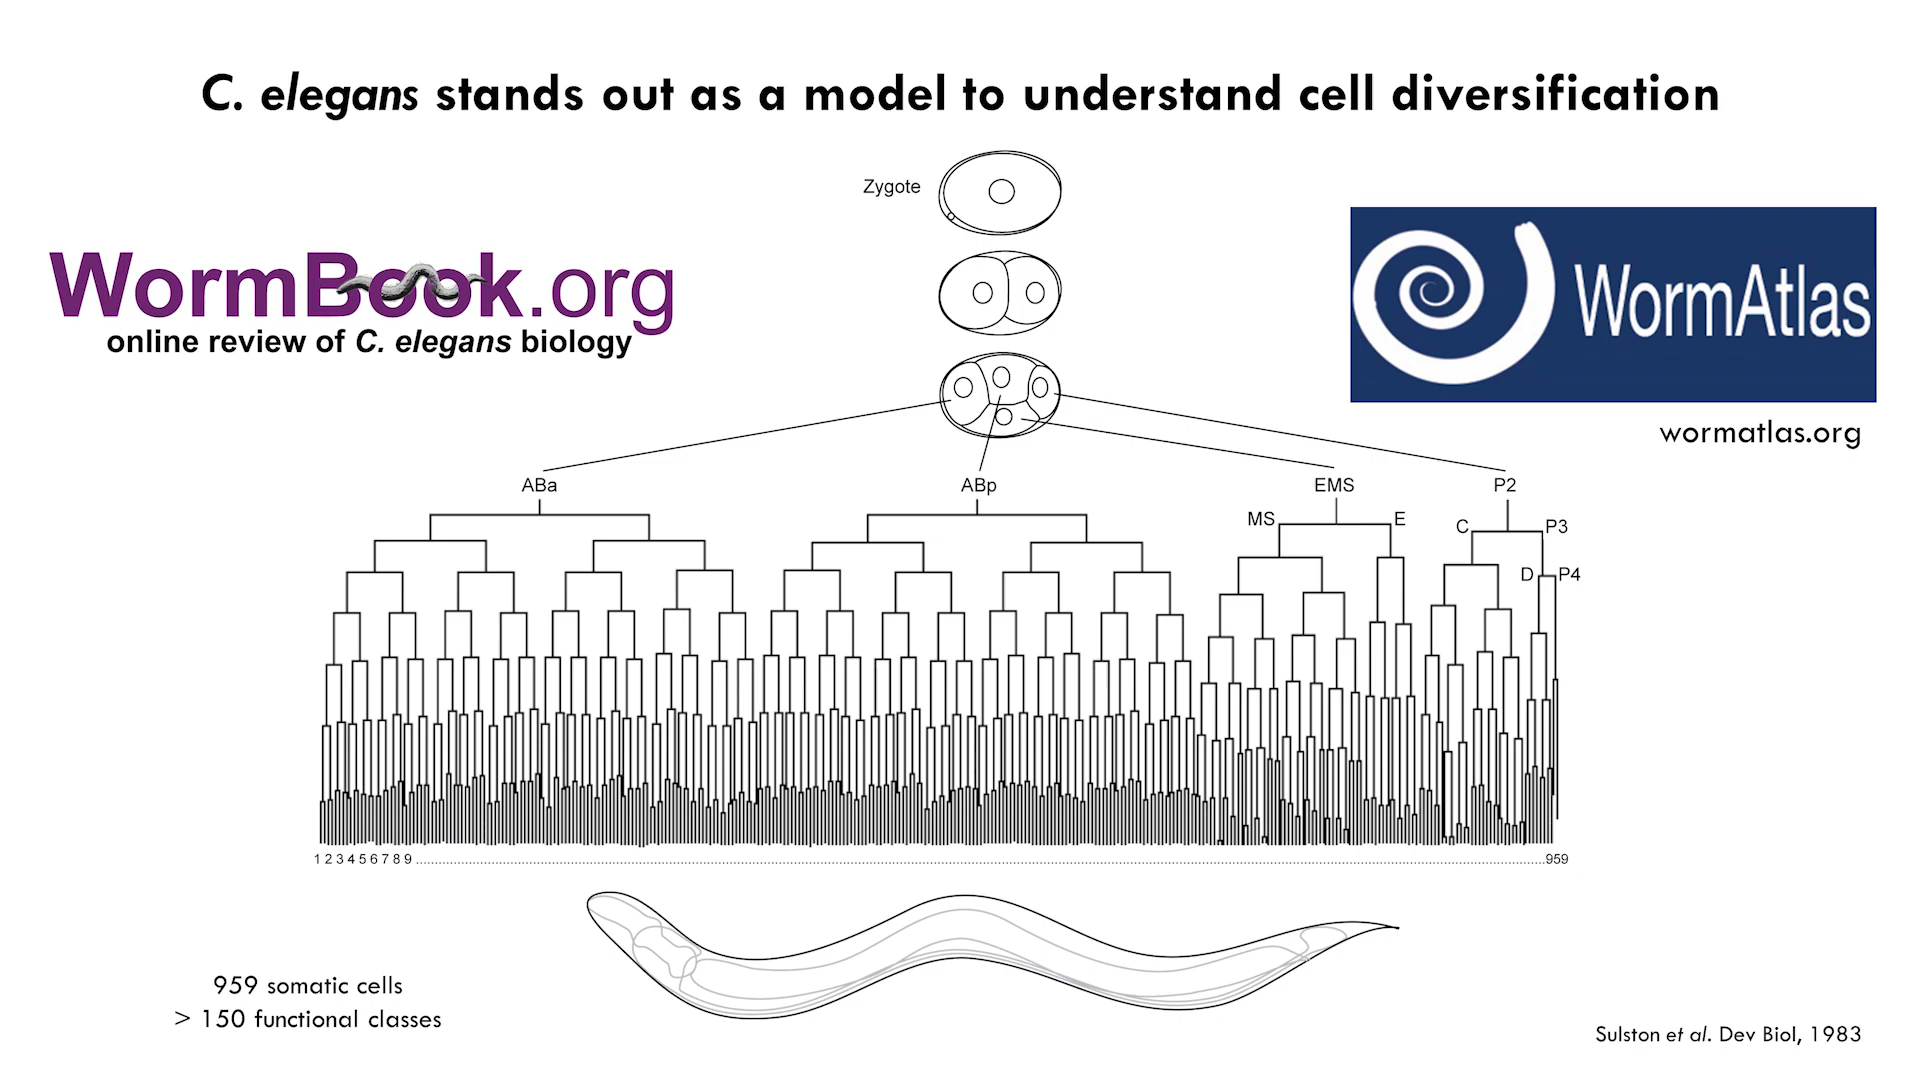 C. elegans stands out as a model to understand cell diversification
Zygote
WormBook.org
online review of C. elegans biology
WormAtlas
wormatlas.org
ABa
ABp
EMS
P2
MS
E
C
P3
D
P4
1 2 3 4 5 6 7 8 9 ........ 959
959 somatic cells
> 150 functional classes
Sulston et al. Dev Biol, 1983